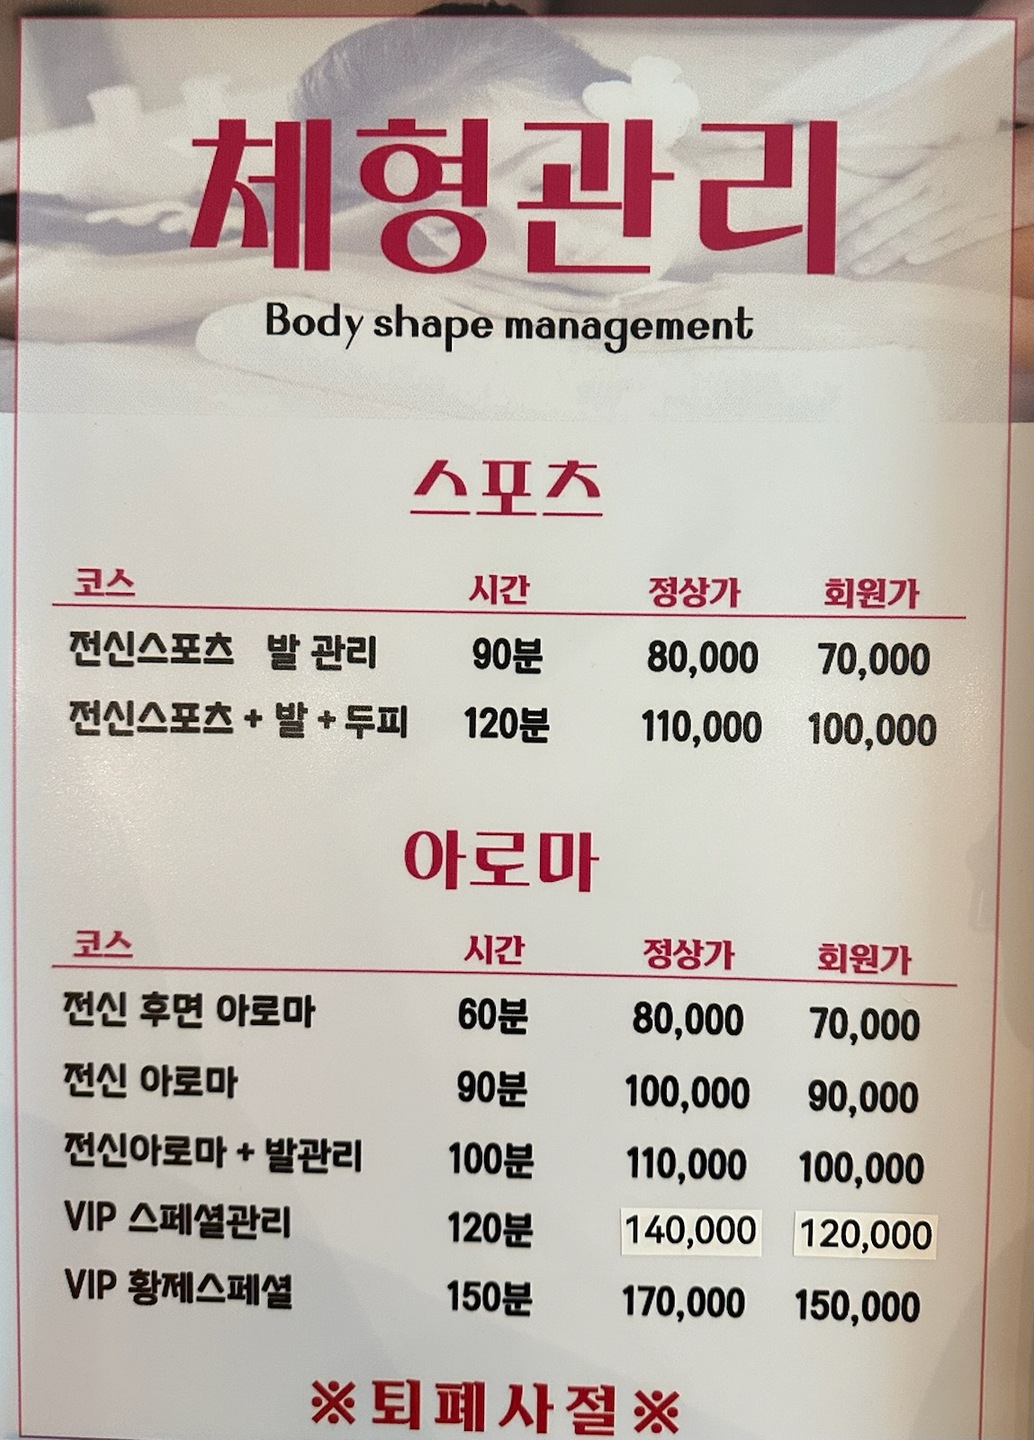 체형관리
Body shape management
스포츠
코스 시간 정상가 회원가
전신스포츠 발 관리 90분 80,000 70,000
전신스포츠 + 발 + 두피 120분 110,000 100,000
아로마
코스 시간 정상가 회원가
전신 후면 아로마 60분 80,000 70,000
전신 아로마 90분 100,000 90,000
전신아로마 + 발관리 100분 110,000 100,000
VIP 스페셜관리 120분 140,000 120,000
VIP 황제스페셜 150분 170,000 150,000
※퇴폐사절※